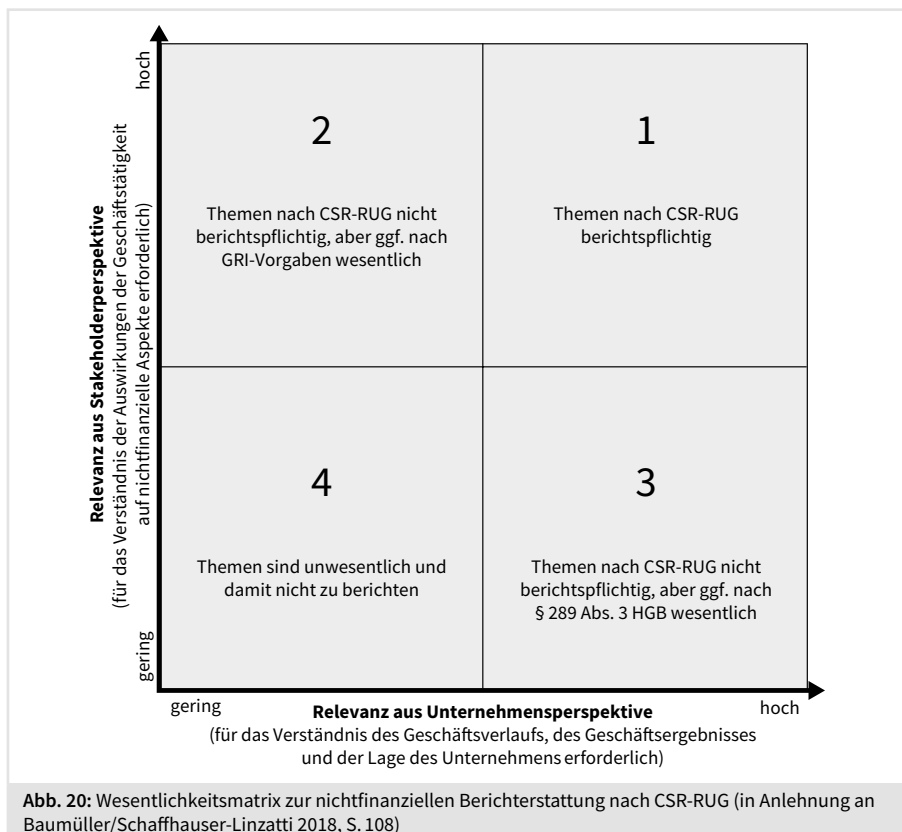 hoch
Relevanz aus Stakeholderperspektive
(für das Verständnis der Auswirkungen der Geschäftstätigkeit
auf nichtfinanzielle Aspekte erforderlich)
gering
2
Themen nach CSR-RUG nicht
berichtspflichtig, aber ggf. nach
GRI-Vorgaben wesentlich
1
Themen nach CSR-RUG
berichtspflichtig
4
Themen sind unwesentlich und
damit nicht zu berichten
3
Themen nach CSR-RUG nicht
berichtspflichtig, aber ggf. nach
§ 289 Abs. 3 HGB wesentlich
gering
Relevanz aus Unternehmensperspektive
hoch
(für das Verständnis des Geschäftsverlaufs, des Geschäftsergebnisses
und der Lage des Unternehmens erforderlich)
Abb. 20: Wesentlichkeitsmatrix zur nichtfinanziellen Berichterstattung nach CSR-RUG (in Anlehnung an
Baumüller/Schaffhauser-Linzatti 2018, S. 108)